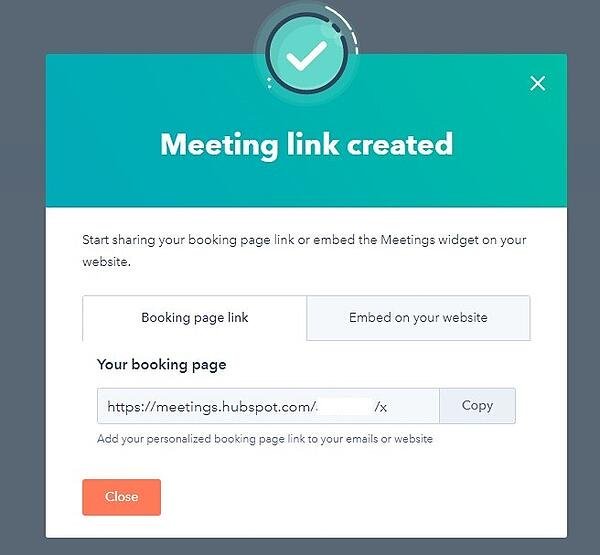 Meeting link created
Start sharing your booking page link or embed the Meetings widget on your
website.
Booking page link
Embed on your website
Your booking page
https://meetings.hubspot.com/ /x
Copy
Add your personalized booking page link to your emails or website
Close